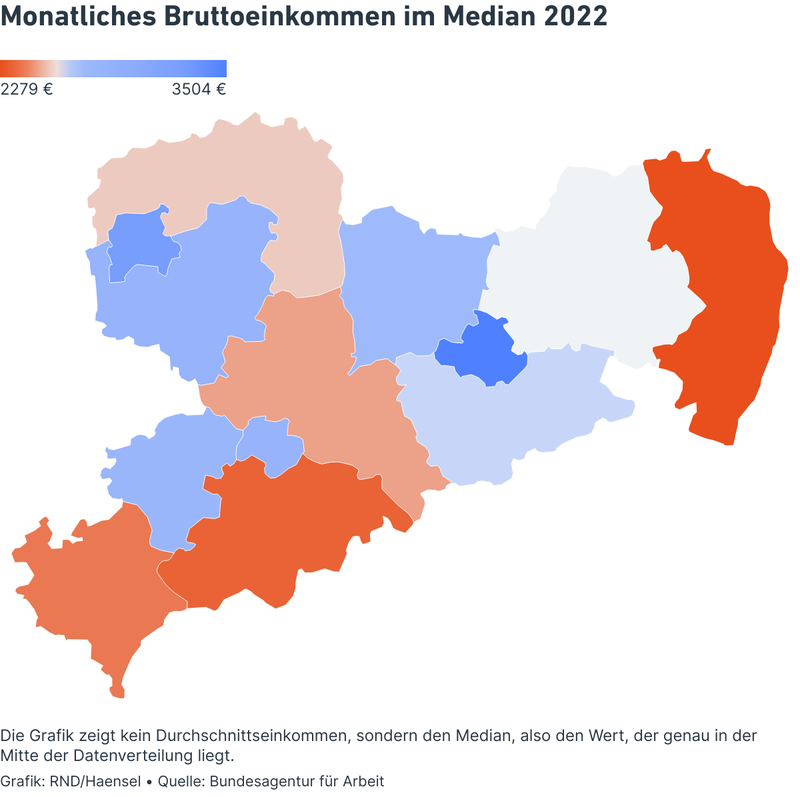 Monatliches Bruttoeinkommen im Median 2022
2279 € 3504 €
Die Grafik zeigt kein Durchschnittseinkommen, sondern den Median, also den Wert, der genau in der
Mitte der Datenverteilung liegt.
Grafik: RND/Haensel • Quelle: Bundesagentur für Arbeit